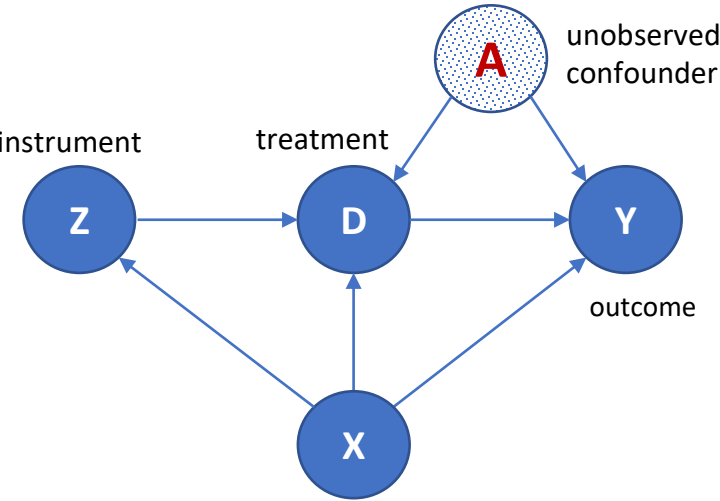 A
unobserved
confounder
instrument
treatment
Z
D
Y
outcome
X